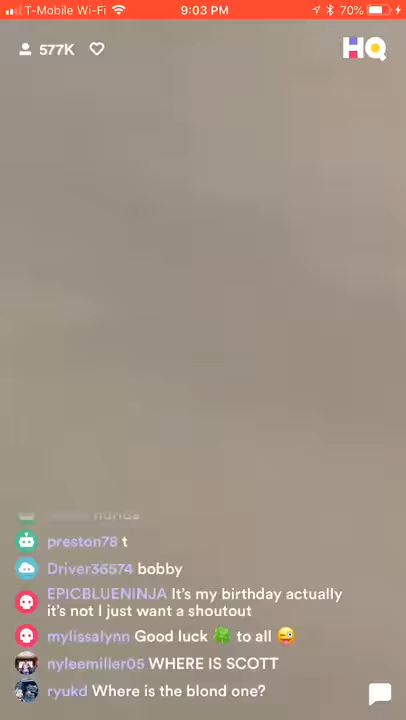 T-Mobile Wi-Fi 9:03 PM 70%
577K HQ
preston78 t
Driver36574 bobby
EPICBLUENINJA It's my birthday actually
it's not I just want a shoutout
mylissalynn Good luck 🍀 to all 😜
nyleemiller05 WHERE IS SCOTT
ryukd Where is the blond one?